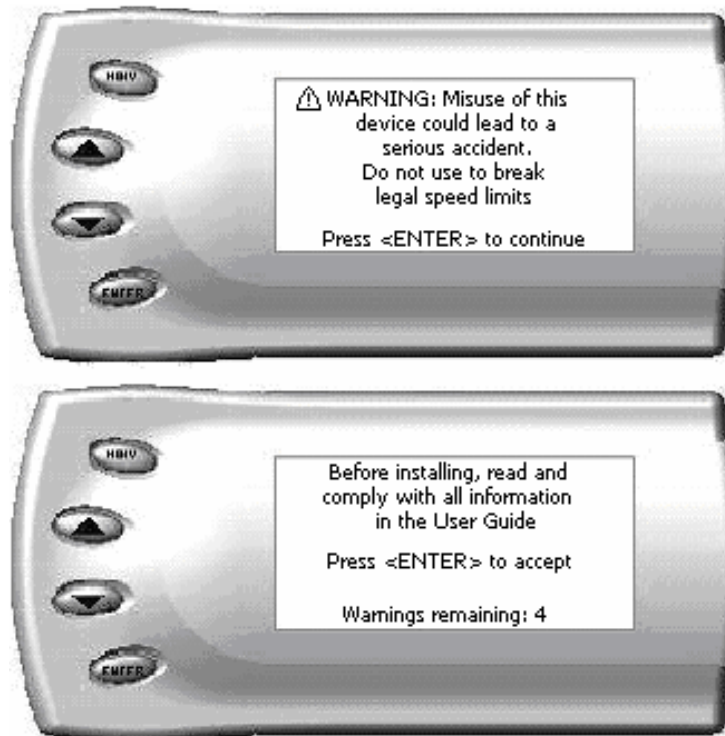 ⚠ WARNING: Misuse of this
device could lead to a
serious accident.
Do not use to break
legal speed limits
Press <ENTER> to continue
ENTER
Before installing, read and
comply with all information
in the User Guide
Press <ENTER> to accept
Warnings remaining: 4
ENTER